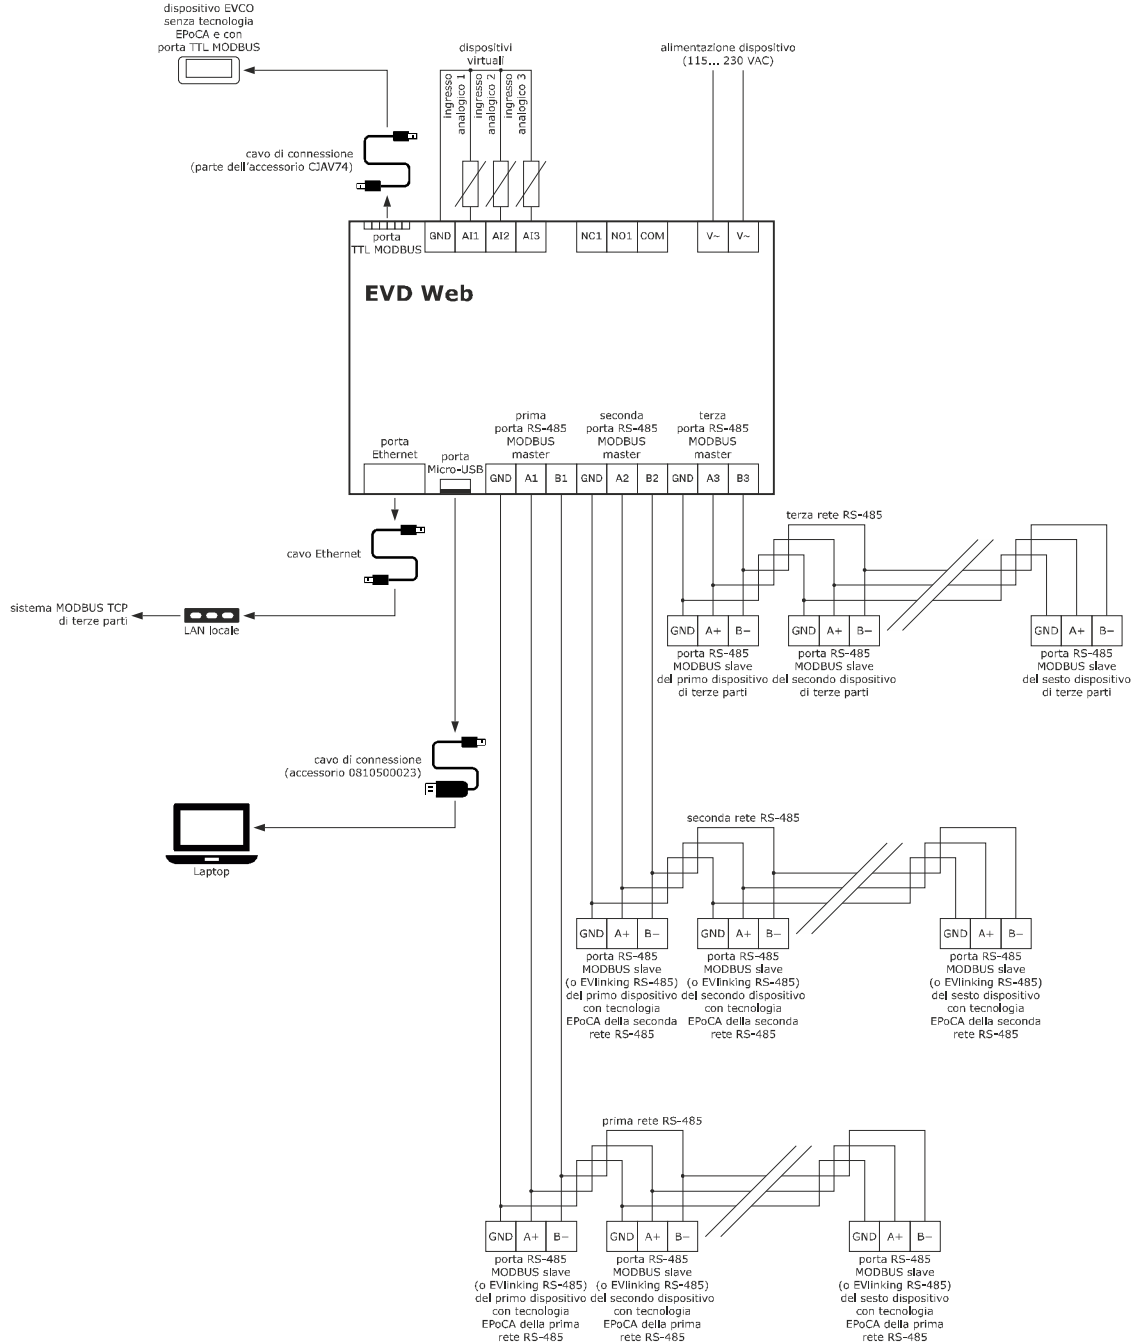 dispositivo EVCO
senza tecnologia
EPoCA e con
porta TTL MODBUS
dispositivi
virtuali
alimentazione dispositivo
(115... 230 VAC)
ingresso
analogico 1
ingresso
analogico 2
ingresso
analogico 3
cavo di connessione
(parte dell'accessorio CJAV74)
porta
TTL MODBUS
GND AI1 AI2 AI3
NC1 NO1 COM
V~ V~
EVD Web
prima
porta RS-485
MODBUS
master
seconda
porta RS-485
MODBUS
master
terza
porta RS-485
MODBUS
master
porta
Ethernet
porta
Micro-USB
GND A1 B1 GND A2 B2 GND A3 B3
terza rete RS-485
cavo Ethernet
sistema MODBUS TCP
di terze parti
LAN locale
GND A+ B−
GND A+ B−
GND A+ B−
porta RS-485
MODBUS slave
del primo dispositivo
di terze parti
porta RS-485
MODBUS slave
del secondo dispositivo
di terze parti
porta RS-485
MODBUS slave
del sesto dispositivo
di terze parti
cavo di connessione
(accessorio 0810500023)
Laptop
seconda rete RS-485
GND A+ B−
GND A+ B−
GND A+ B−
porta RS-485
MODBUS slave
(o EVlinking RS-485)
del primo dispositivo
con tecnologia
EPoCA della seconda
rete RS-485
porta RS-485
MODBUS slave
(o EVlinking RS-485)
del secondo dispositivo
con tecnologia
EPoCA della seconda
rete RS-485
porta RS-485
MODBUS slave
(o EVlinking RS-485)
del sesto dispositivo
con tecnologia
EPoCA della seconda
rete RS-485
prima rete RS-485
GND A+ B−
GND A+ B−
GND A+ B−
porta RS-485
MODBUS slave
(o EVlinking RS-485)
del primo dispositivo
con tecnologia
EPoCA della prima
rete RS-485
porta RS-485
MODBUS slave
(o EVlinking RS-485)
del secondo dispositivo
con tecnologia
EPoCA della prima
rete RS-485
porta RS-485
MODBUS slave
(o EVlinking RS-485)
del sesto dispositivo
con tecnologia
EPoCA della prima
rete RS-485